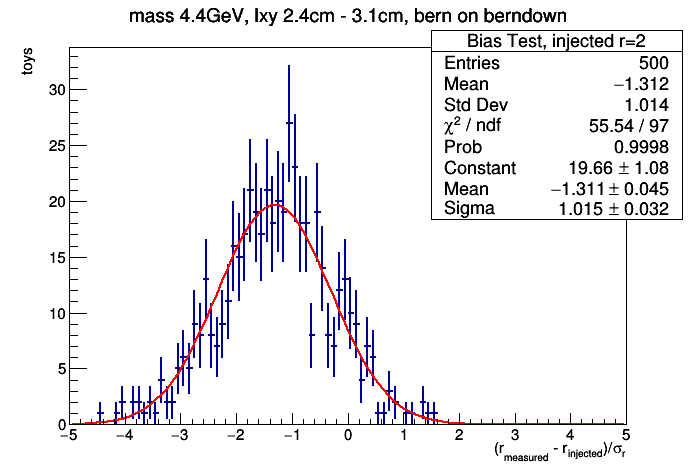 mass 4.4GeV, lxy 2.4cm - 3.1cm, bern on berndown
Bias Test, injected r=2
Entries 500
Mean −1.312
Std Dev 1.014
χ² / ndf 55.54 / 97
Prob 0.9998
Constant 19.66 ± 1.08
Mean −1.311 ± 0.045
Sigma 1.015 ± 0.032
toys
30
25
20
15
10
5
0
−5 −4 −3 −2 −1 0 1 2 3 4 5
(r_measured - r_injected)/σ_r